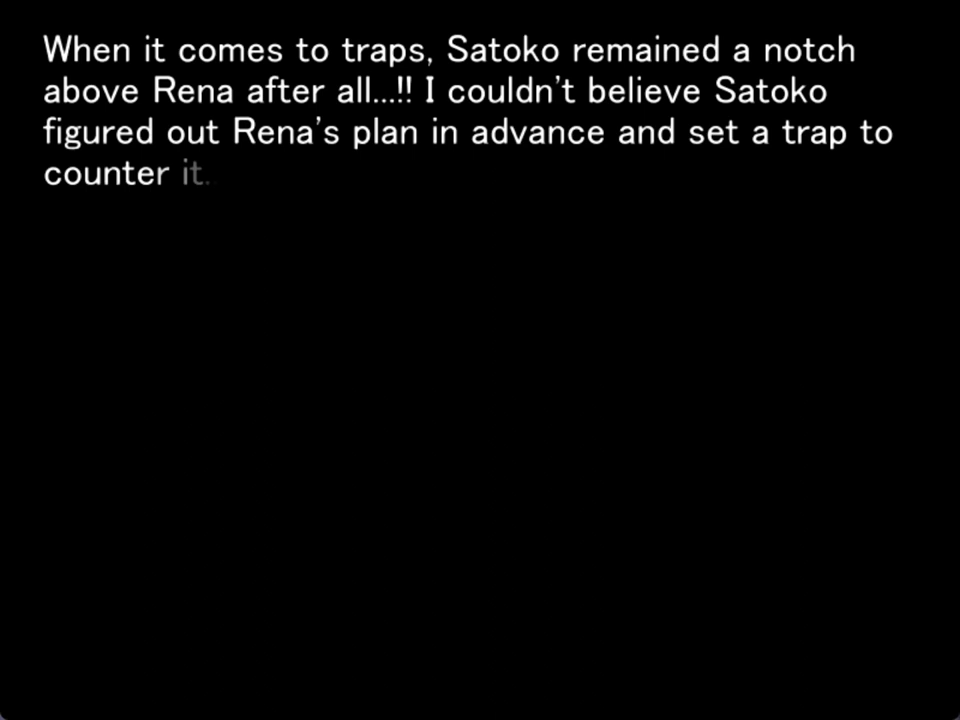 When it comes to traps, Satoko remained a notch
above Rena after all...!! I couldn't believe Satoko
figured out Rena's plan in advance and set a trap to
counter it.